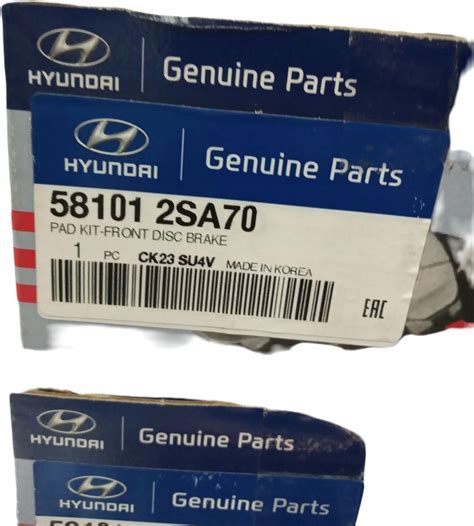 HYUNDAI Genuine Parts
HYUNDAI Genuine Parts
58101 2SA70
PAD KIT-FRONT DISC BRAKE
1 PC CK23 SU4V MADE IN KOREA
EAC
HYUNDAI Genuine Parts
HYUNDAI Genuine Parts